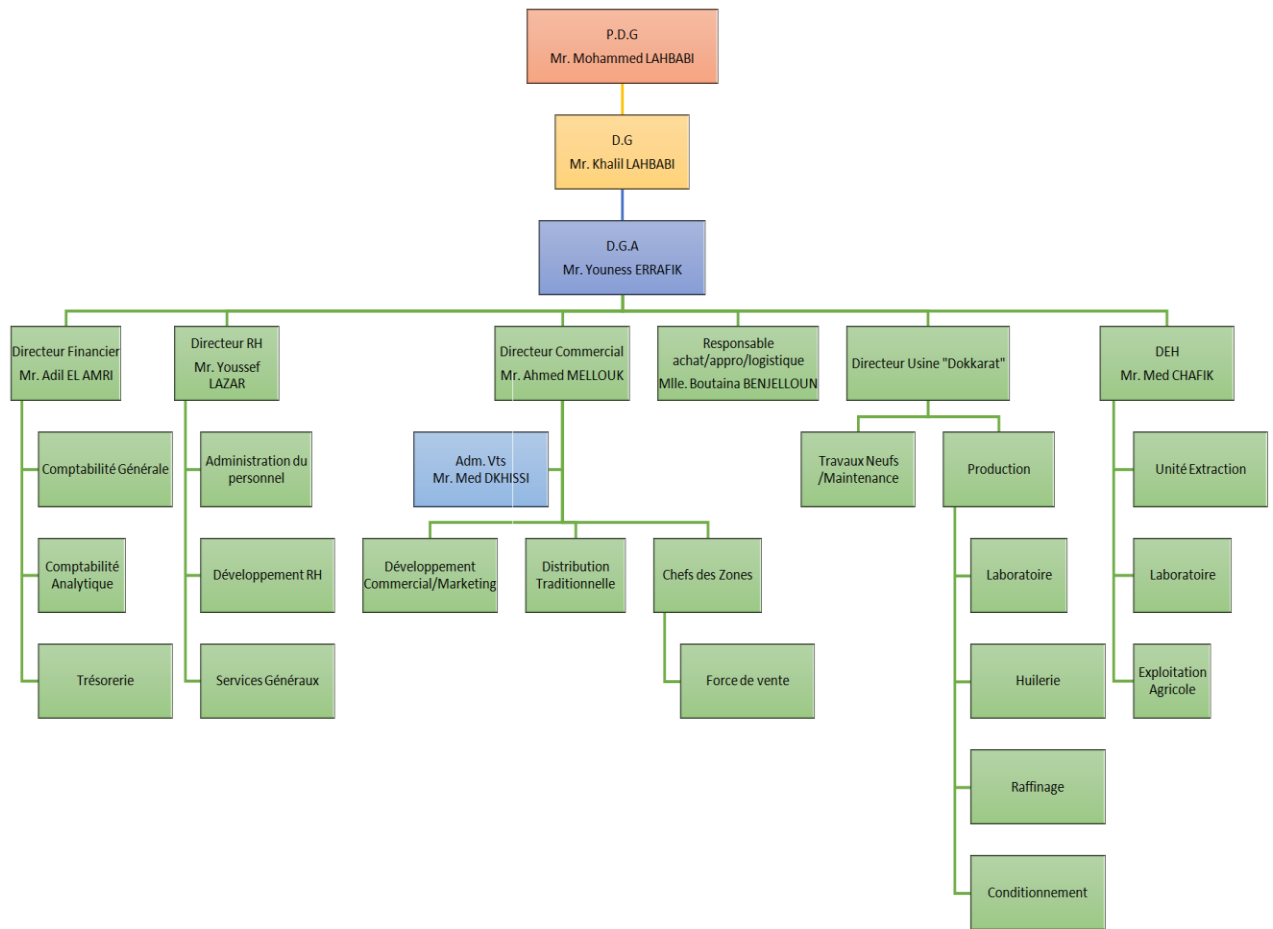 P.D.G
Mr. Mohammed LAHBABI
D.G
Mr. Khalil LAHBABI
D.G.A
Mr. Youness ERRAFIK
Directeur Financier
Mr. Adil EL AMRI
Directeur RH
Mr. Youssef
LAZAR
Directeur Commercial
Mr. Ahmed MELLOUK
Responsable
achat/appro/logistique
Mlle. Boutaina BENJELLOUN
Directeur Usine "Dokkarat"
DEH
Mr. Med CHAFIK
Comptabilité Générale
Administration du
personnel
Adm. Vts
Mr. Med DKHISSI
Travaux Neufs
/Maintenance
Production
Unité Extraction
Comptabilité
Analytique
Développement RH
Développement
Commercial/Marketing
Distribution
Traditionnelle
Chefs des Zones
Laboratoire
Laboratoire
Trésorerie
Services Généraux
Force de vente
Huilerie
Exploitation
Agricole
Raffinage
Conditionnement